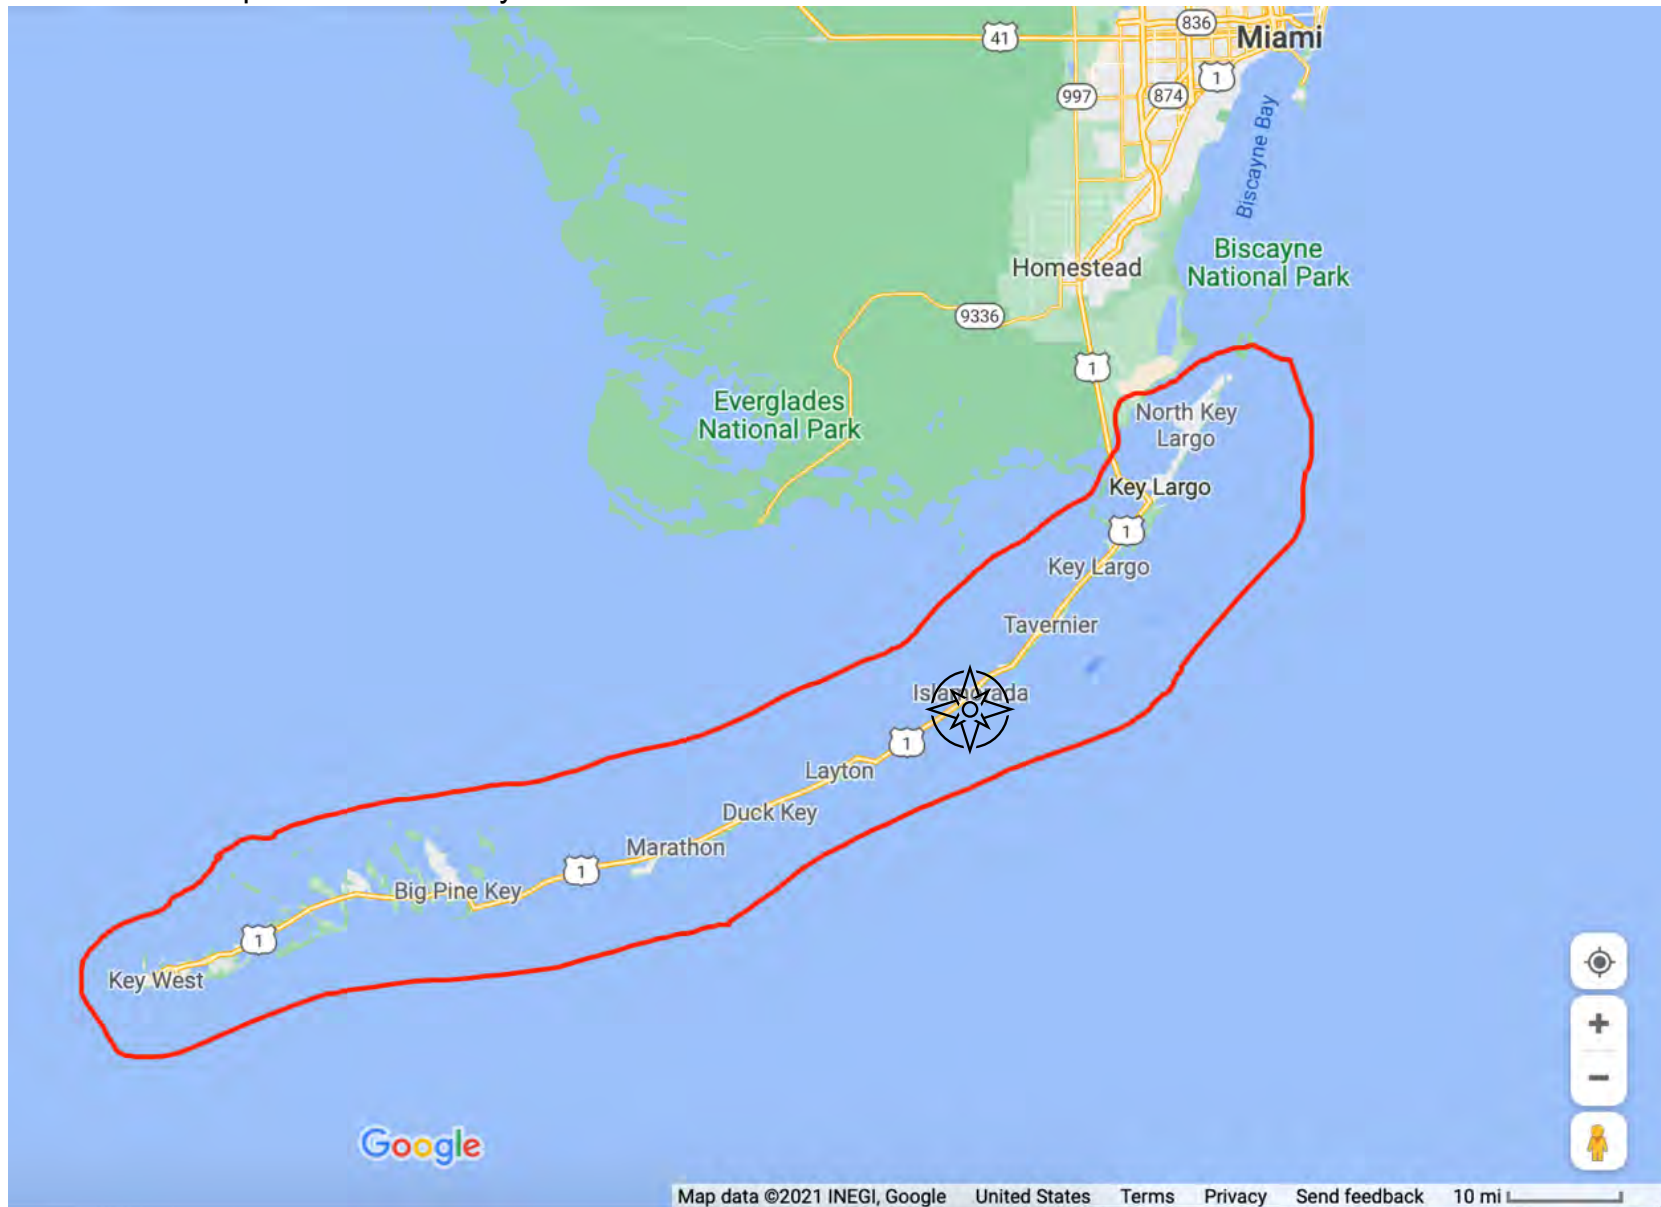 836
41
Miami
1
997
874
Biscayne Bay
Biscayne
National Park
Homestead
9336
1
Everglades
National Park
North Key
Largo
Key Largo
1
Key Largo
Tavernier
Islamorada
1
Layton
Duck Key
Marathon
1
Big Pine Key
1
Key West
Google
Map data ©2021 INEGI, Google United States Terms Privacy Send feedback 10 mi